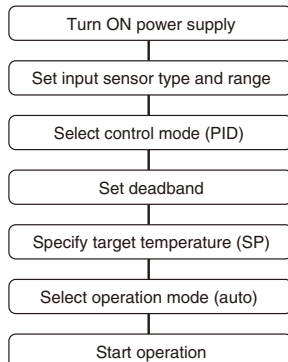 Turn ON power supply
Set input sensor type and range
Select control mode (PID)
Set deadband
Specify target temperature (SP)
Select operation mode (auto)
Start operation